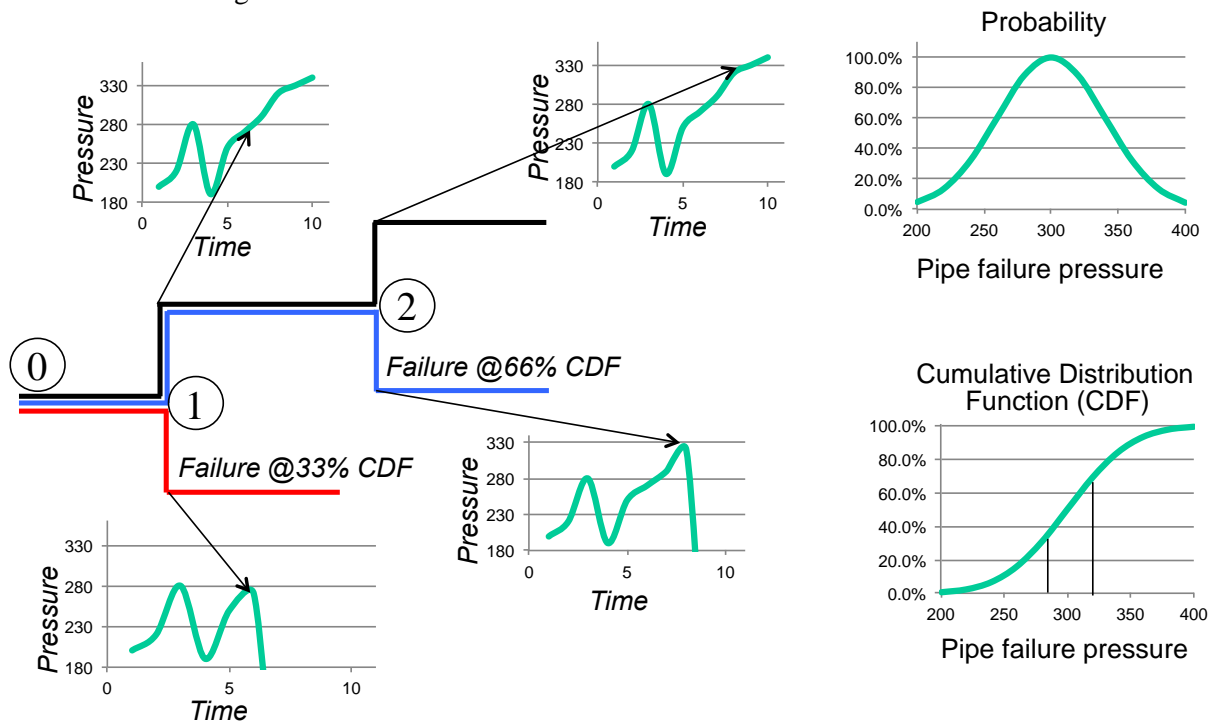 Probability
100.0%
80.0%
60.0%
40.0%
20.0%
0.0%
200 250 300 350 400
Pipe failure pressure
Pressure
330
280
230
180
0 5 10
Time
Pressure
330
280
230
180
0 5 10
Time
0
1
2
Failure @66% CDF
Failure @33% CDF
Pressure
330
280
230
180
0 5 10
Time
Pressure
330
280
230
180
0 5 10
Time
Cumulative Distribution
Function (CDF)
100.0%
80.0%
60.0%
40.0%
20.0%
0.0%
200 250 300 350 400
Pipe failure pressure